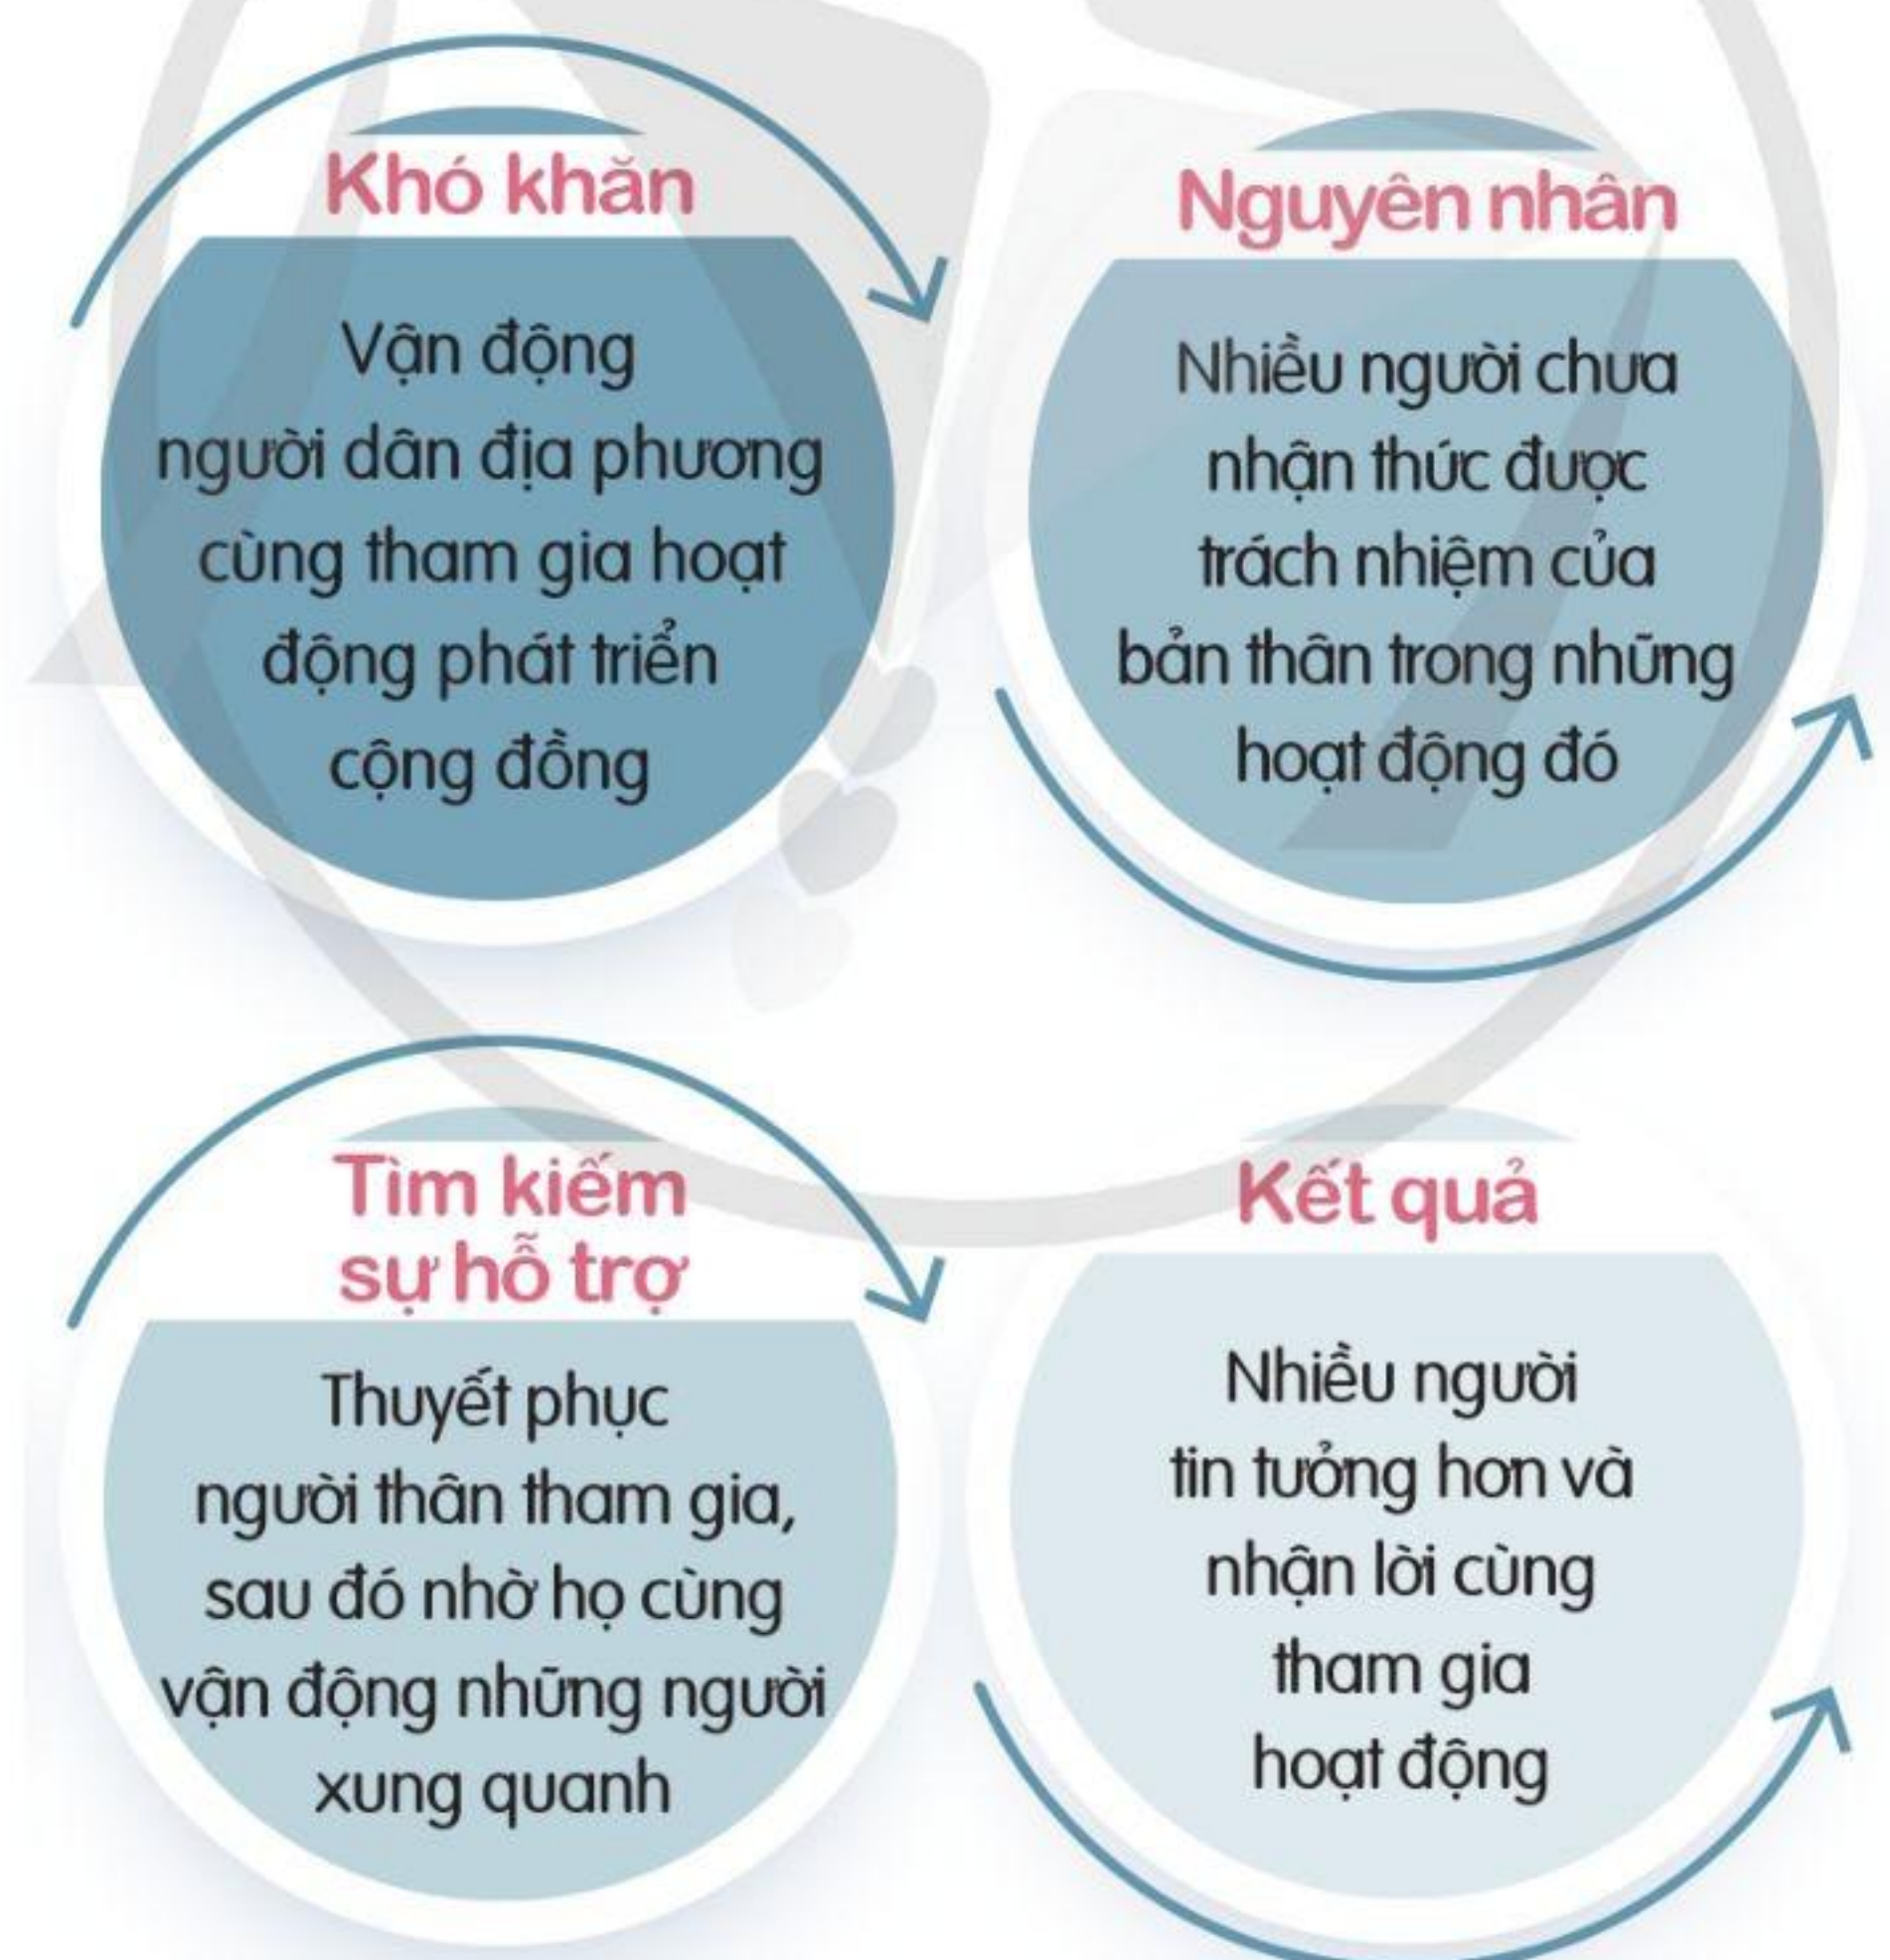 Khó khăn
Vận động
người dân địa phương
cùng tham gia hoạt
động phát triển
cộng đồng
Nguyên nhân
Nhiều người chưa
nhận thức được
trách nhiệm của
bản thân trong những
hoạt động đó
Tìm kiếm
sự hỗ trợ
Thuyết phục
người thân tham gia,
sau đó nhờ họ cùng
vận động những người
xung quanh
Kết quả
Nhiều người
tin tưởng hơn và
nhận lời cùng
tham gia
hoạt động